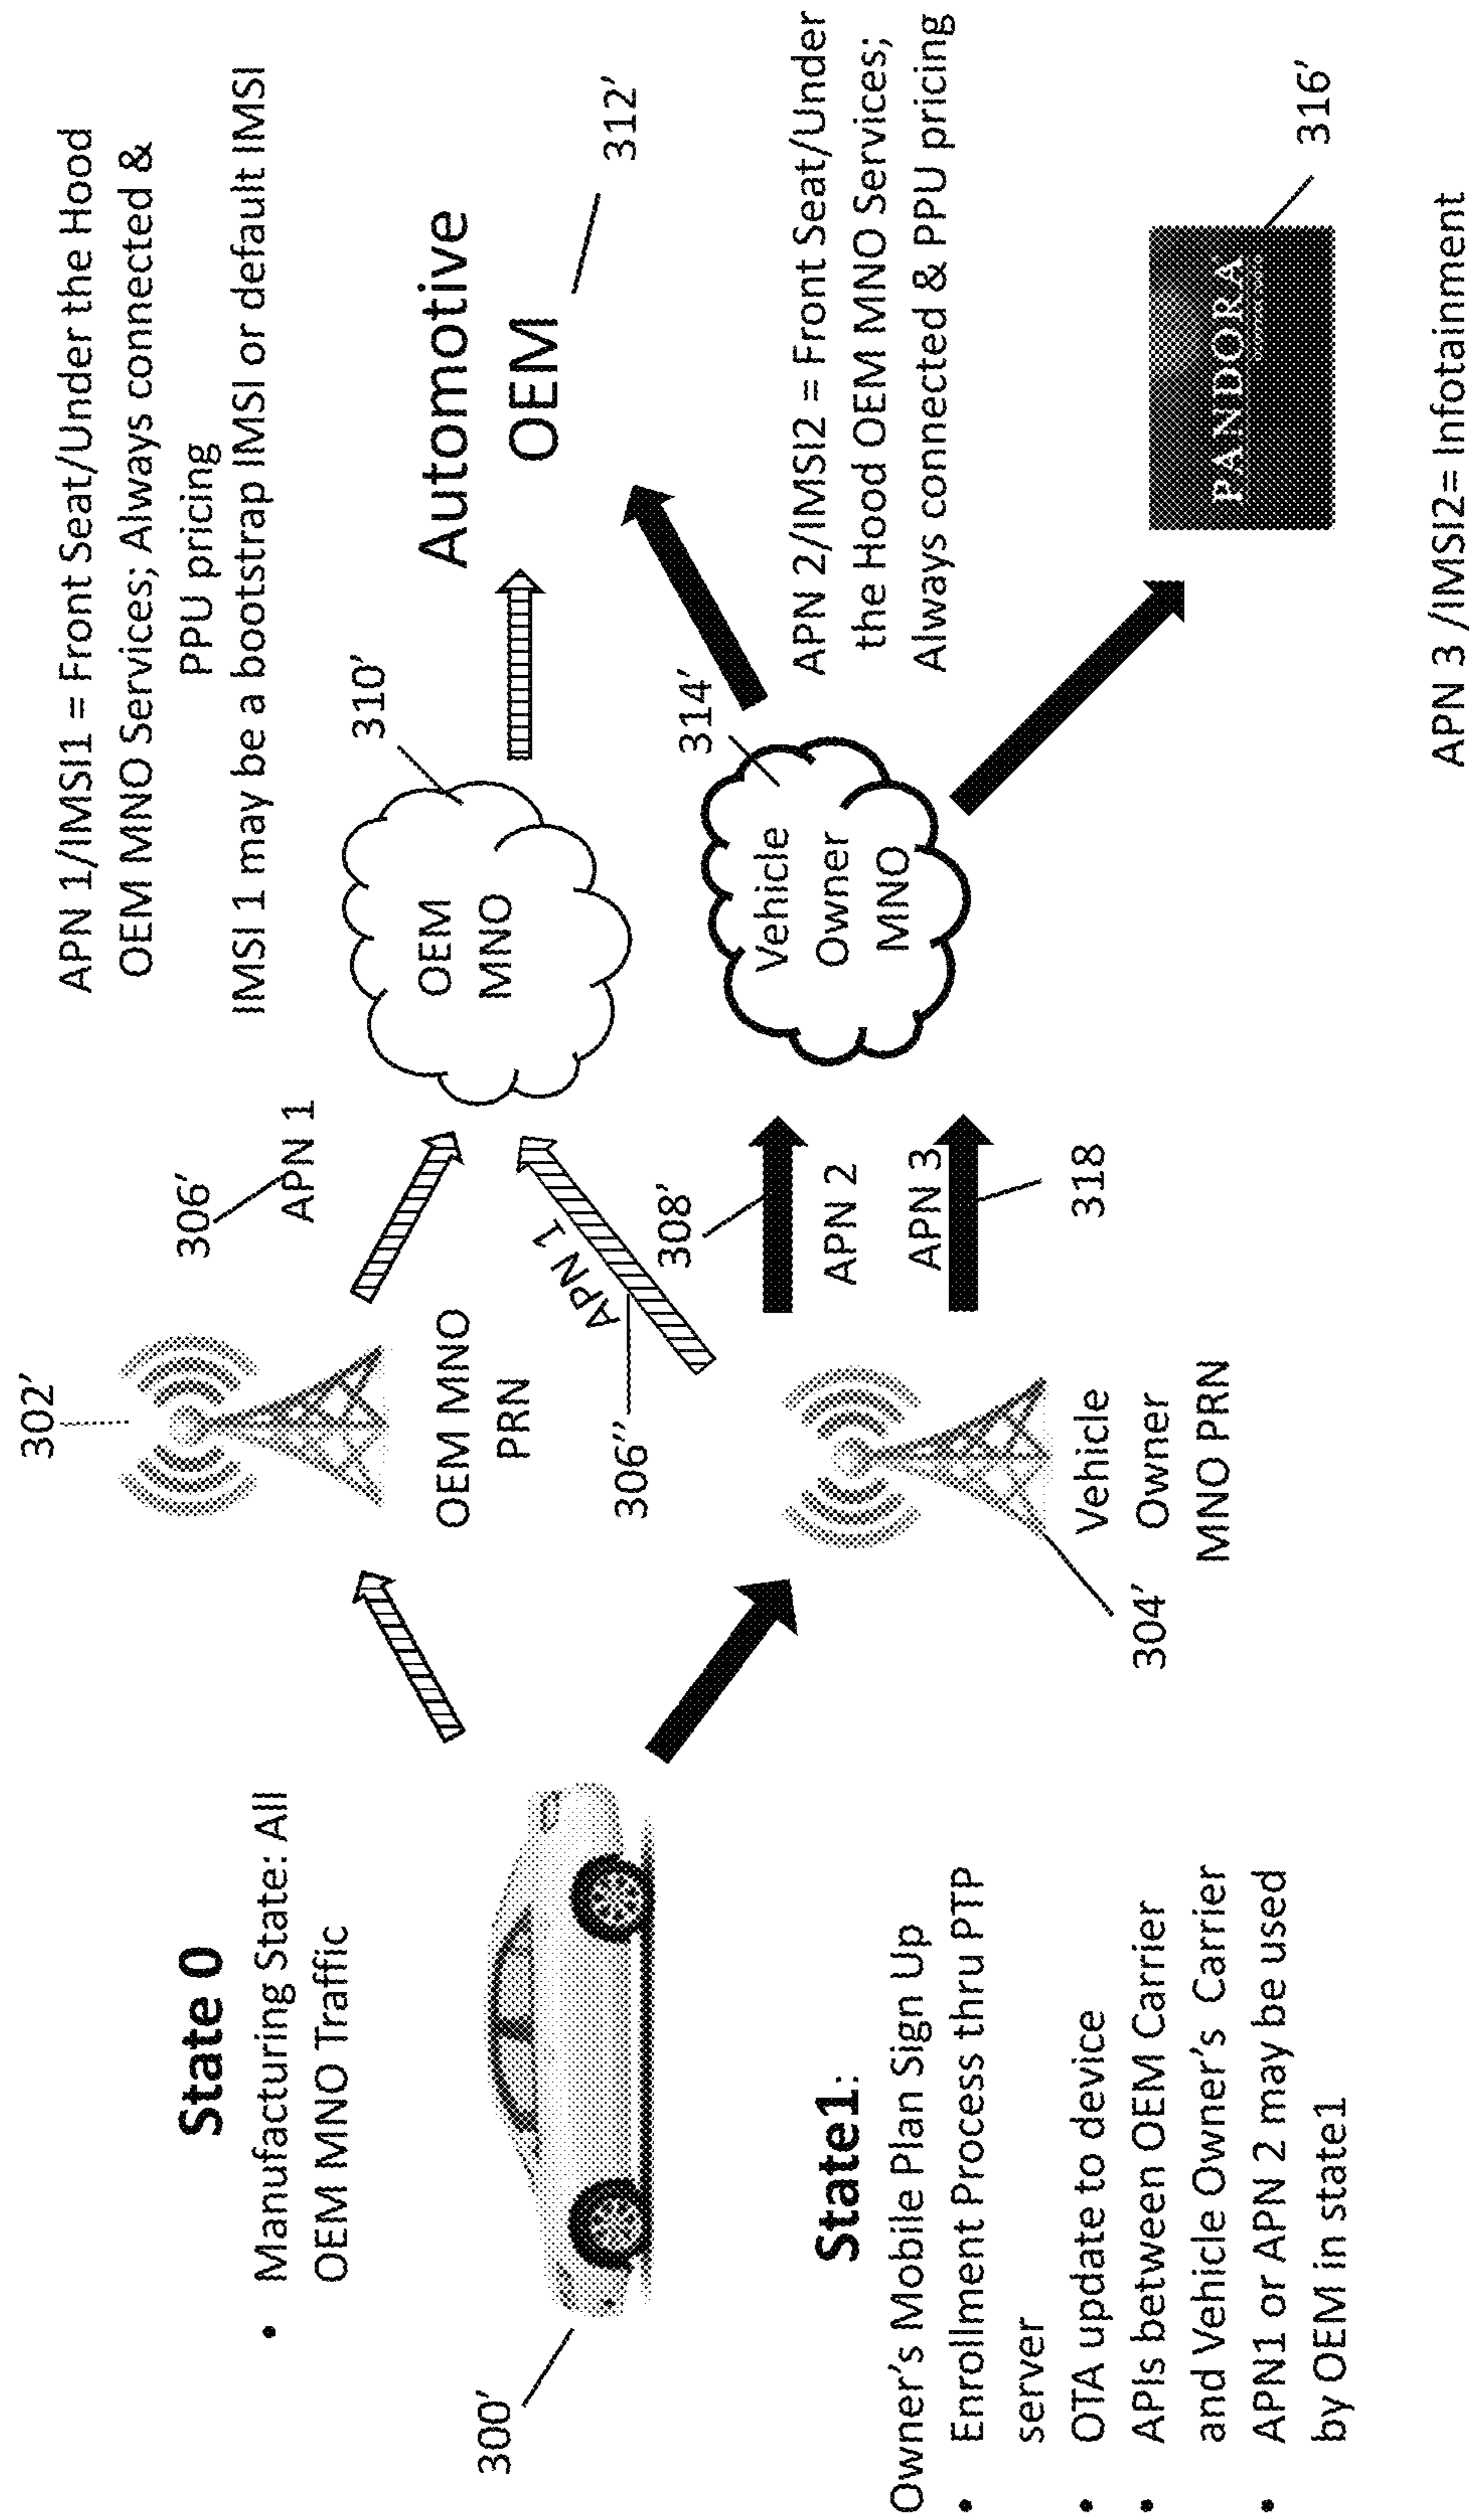 State 0
• Manufacturing State: All
OEM MNO Traffic
300'
State1:
Owner's Mobile Plan Sign Up
• Enrollment Process thru PTP
server
• OTA update to device
• APIs between OEM Carrier
and Vehicle Owner's Carrier
• APN1 or APN 2 may be used
by OEM in state1
302'
OEM MNO
PRN
304'
Vehicle
Owner
MNO PRN
306'
APN 1
306''
APN 1
308'
APN 2
APN 3
318
310'
OEM
MNO
314'
Vehicle
Owner
MNO
APN 1/IMSI1 = Front Seat/Under the Hood
OEM MNO Services; Always connected &
PPU pricing
IMSI 1 may be a bootstrap IMSI or default IMSI
Automotive
OEM
312'
APN 2/IMSI2 = Front Seat/Under
the Hood OEM MNO Services;
Always connected & PPU pricing
PANDORA
316'
APN 3 /IMSI2= Infotainment